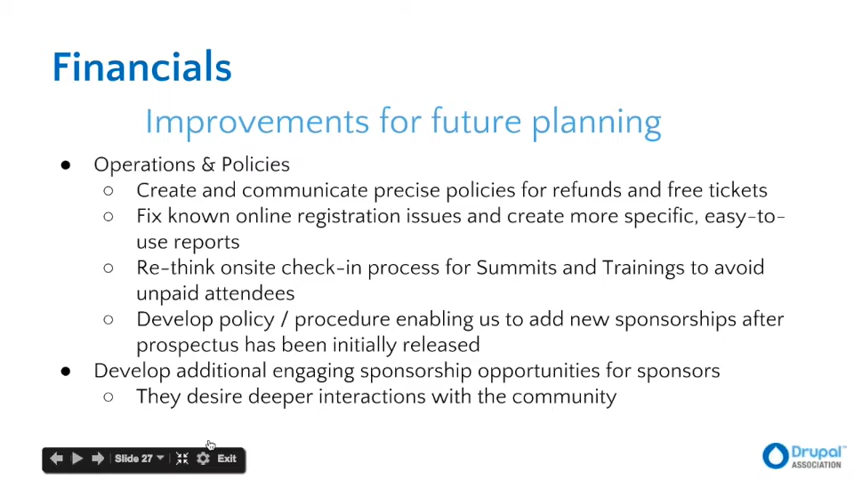 Financials
Improvements for future planning
● Operations & Policies
○ Create and communicate precise policies for refunds and free tickets
○ Fix known online registration issues and create more specific, easy-to-
use reports
○ Re-think onsite check-in process for Summits and Trainings to avoid
unpaid attendees
○ Develop policy / procedure enabling us to add new sponsorships after
prospectus has been initially released
● Develop additional engaging sponsorship opportunities for sponsors
○ They desire deeper interactions with the community
Slide 27 Exit
Drupal™
ASSOCIATION